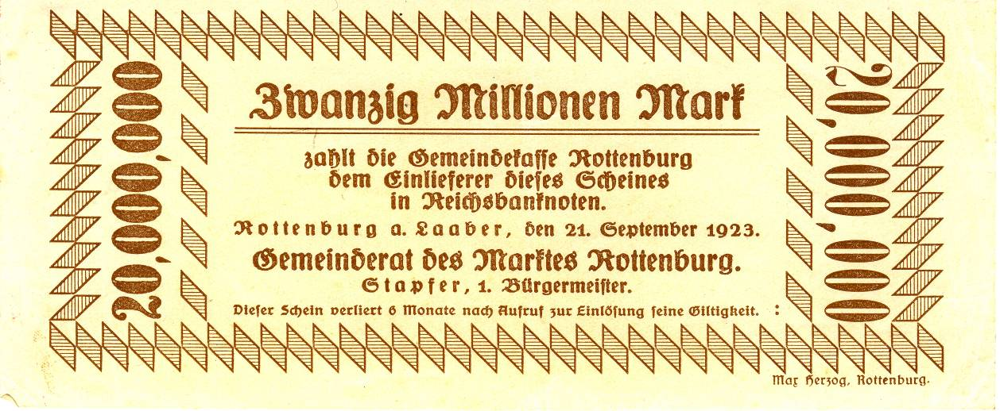 20,000,000
Zwanzig Millionen Mark
zahlt die Gemeindekasse Rottenburg
dem Einlieferer dieses Scheines
in Reichsbanknoten.
Rottenburg a. Laaber, den 21. September 1923.
Gemeinderat des Marktes Rottenburg.
Stapfer, 1. Bürgermeister.
Dieser Schein verliert 6 Monate nach Aufruf zur Einlösung seine Giltigkeit. :
20,000,000
Max Herzog, Rottenburg.